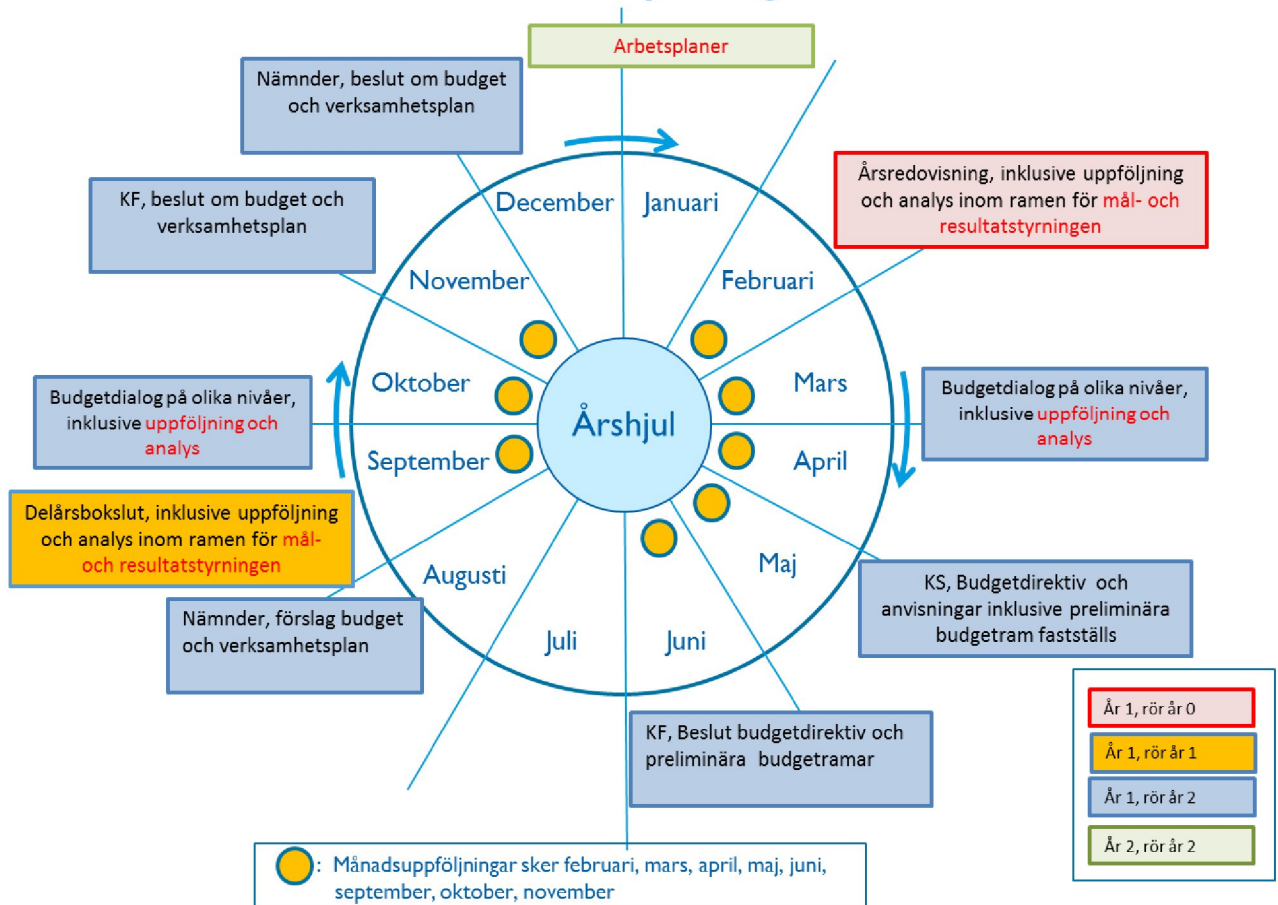 Arbetsplaner
Nämnder, beslut om budget
och verksamhetsplan
Årsredovisning, inklusive uppföljning
och analys inom ramen för mål- och
resultatstyrningen
KF, beslut om budget och
verksamhetsplan
December
Januari
November
Februari
Oktober
Mars
Budgetdialog på olika nivåer,
inklusive uppföljning och
analys
Årshjul
Budgetdialog på olika nivåer,
inklusive uppföljning och
analys
September
April
Delårsbokslut, inklusive uppföljning
och analys inom ramen för mål-
och resultatstyrningen
Augusti
Maj
Juli
Juni
Nämnder, förslag budget
och verksamhetsplan
KS, Budgetdirektiv och
anvisningar inklusive preliminära
budgetram fastställs
KF, Beslut budgetdirektiv och
preliminära budgetramar
År 1, rör år 0
År 1, rör år 1
År 1, rör år 2
År 2, rör år 2
: Månadsuppföljningar sker februari, mars, april, maj, juni,
september, oktober, november